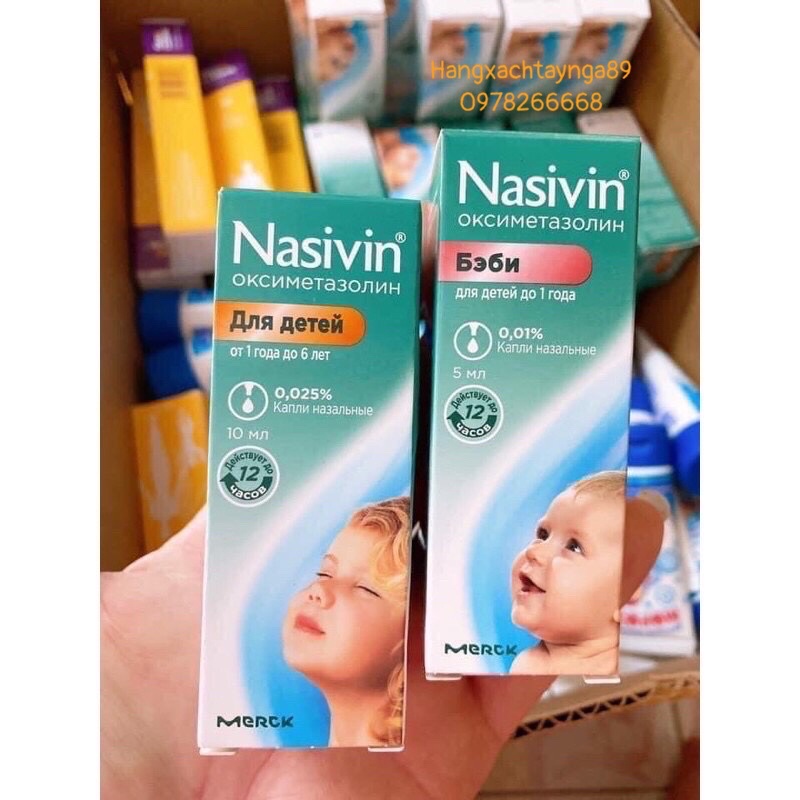 Hangxachtaynga89
0978266668
Nasivin®
оксиметазолин
Для детей
от 1 года до 6 лет
0,025%
Капли назальные
10 мл
Действует до
12
часов
Merck
Nasivin®
оксиметазолин
Бэби
для детей до 1 года
0,01%
Капли назальные
5 мл
Действует до
12
часов
Merck